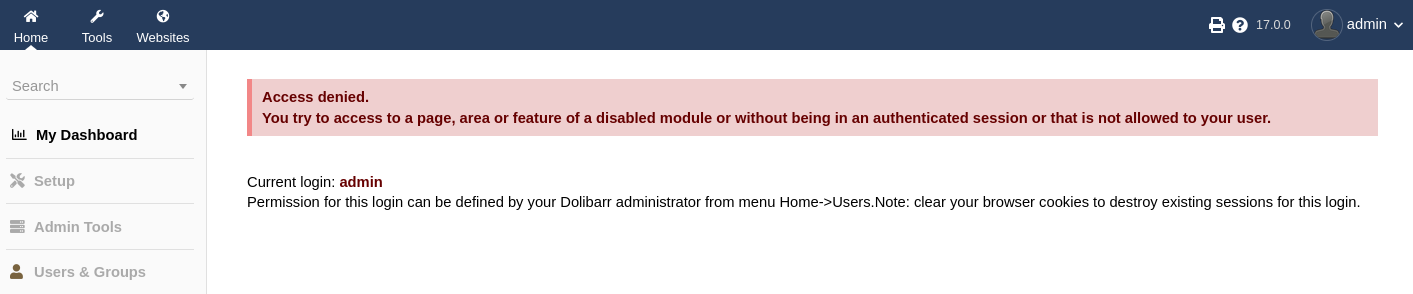 Home
Tools
Websites
17.0.0
admin
Search
My Dashboard
Setup
Admin Tools
Users & Groups
Access denied.
You try to access to a page, area or feature of a disabled module or without being in an authenticated session or that is not allowed to your user.
Current login: admin
Permission for this login can be defined by your Dolibarr administrator from menu Home->Users.Note: clear your browser cookies to destroy existing sessions for this login.